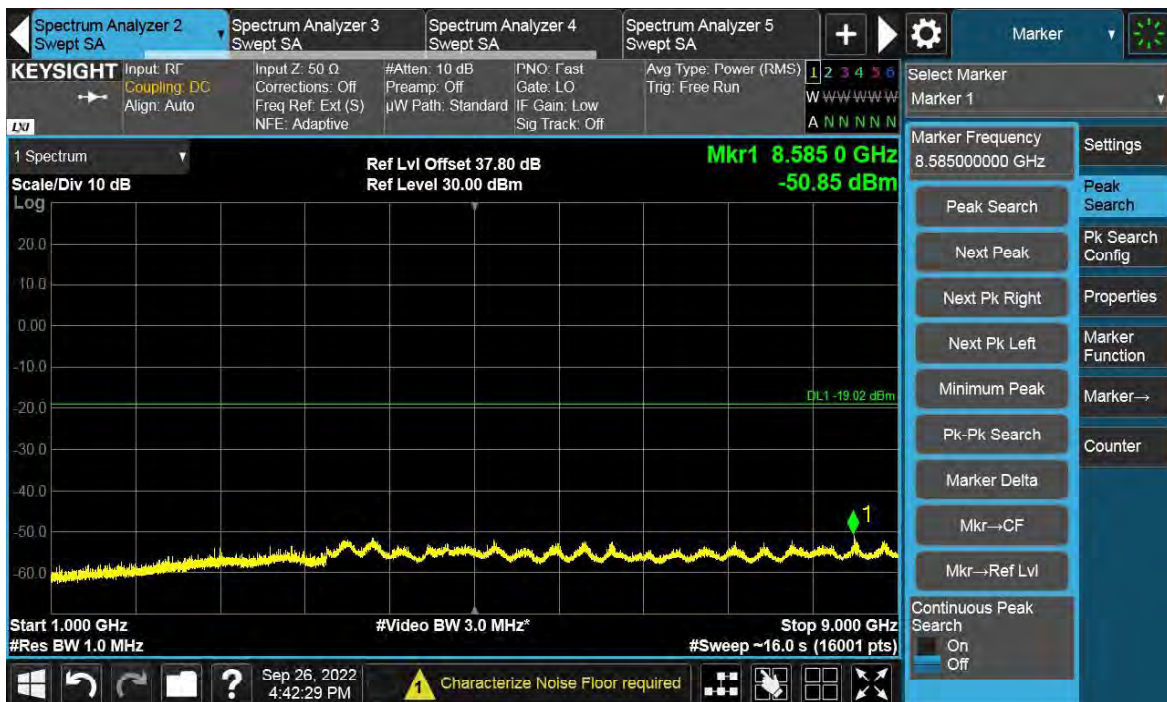 Spectrum Analyzer 2
Swept SA
Spectrum Analyzer 3
Swept SA
Spectrum Analyzer 4
Swept SA
Spectrum Analyzer 5
Swept SA
+
Marker
KEYSIGHT
LXI
Input: RF
Coupling: DC
Align: Auto
Input Z: 50 Ω
Corrections: Off
Freq Ref: Ext (S)
NFE: Adaptive
#Atten: 10 dB
Preamp: Off
µW Path: Standard
PNO: Fast
Gate: LO
IF Gain: Low
Sig Track: Off
Avg Type: Power (RMS)
Trig: Free Run
1 2 3 4 5 6
W W W W W W
A N N N N N
Select Marker
Marker 1
1 Spectrum
Scale/Div 10 dB
Log
Ref Lvl Offset 37.80 dB
Ref Level 30.00 dBm
Mkr1 8.585 0 GHz
-50.85 dBm
20.0
10.0
0.00
-10.0
-20.0
-30.0
-40.0
-50.0
-60.0
DL1 -19.02 dBm
1
Start 1.000 GHz
#Res BW 1.0 MHz
#Video BW 3.0 MHz*
Stop 9.000 GHz
#Sweep ~16.0 s (16001 pts)
Marker Frequency
8.585000000 GHz
Peak Search
Next Peak
Next Pk Right
Next Pk Left
Minimum Peak
Pk-Pk Search
Marker Delta
Mkr→CF
Mkr→Ref Lvl
Continuous Peak
Search
On
Off
Settings
Peak
Search
Pk Search
Config
Properties
Marker
Function
Marker→
Counter
?
Sep 26, 2022
4:42:29 PM
1
Characterize Noise Floor required